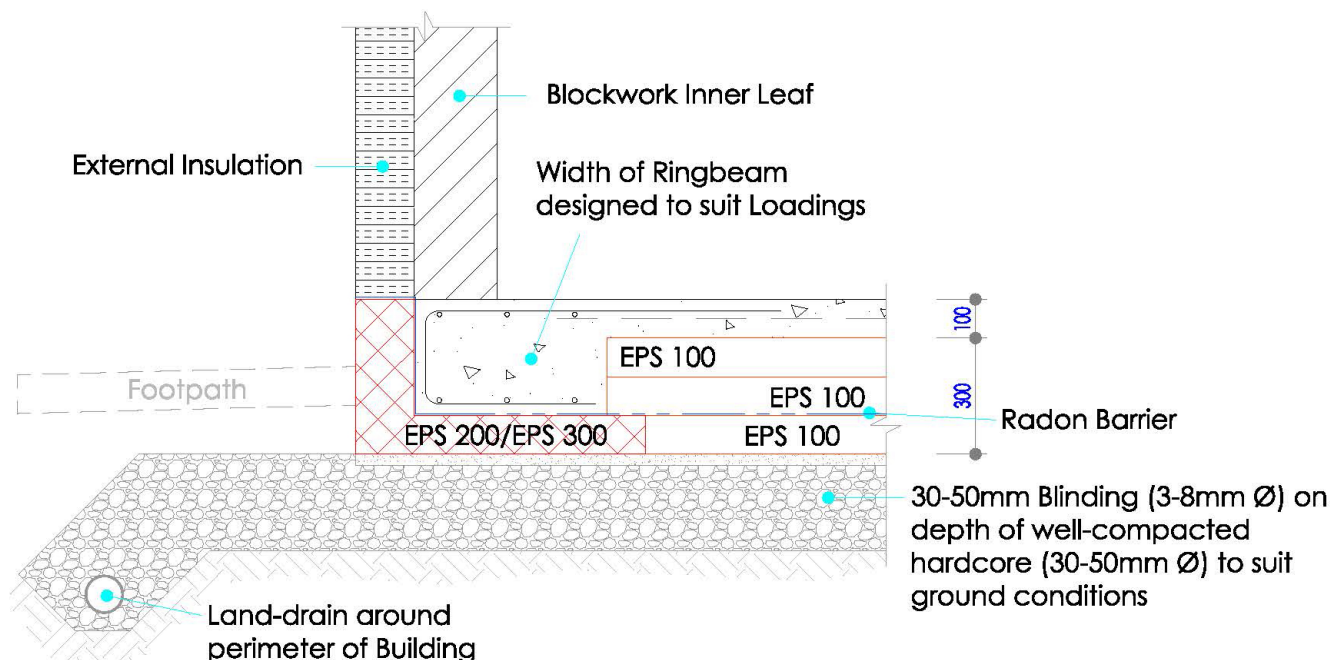 Blockwork Inner Leaf
External Insulation
Width of Ringbeam
designed to suit Loadings
100
EPS 100
Footpath
EPS 100
300
Radon Barrier
EPS 200/EPS 300
EPS 100
30-50mm Blinding (3-8mm Ø) on
depth of well-compacted
hardcore (30-50mm Ø) to suit
ground conditions
Land-drain around
perimeter of Building